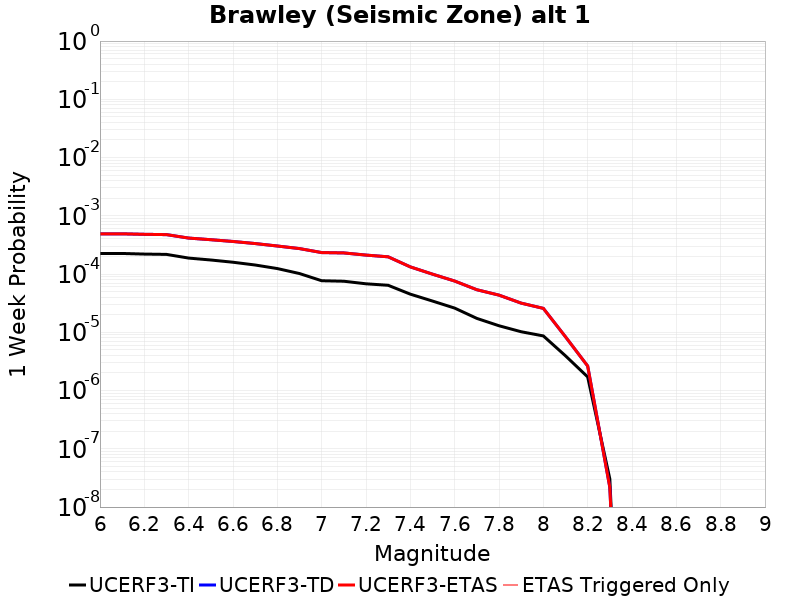 Brawley (Seismic Zone) alt 1
1 Week Probability
10^0
10^-1
10^-2
10^-3
10^-4
10^-5
10^-6
10^-7
10^-8
6 6.2 6.4 6.6 6.8 7 7.2 7.4 7.6 7.8 8 8.2 8.4 8.6 8.8 9
Magnitude
UCERF3-TI UCERF3-TD UCERF3-ETAS ETAS Triggered Only